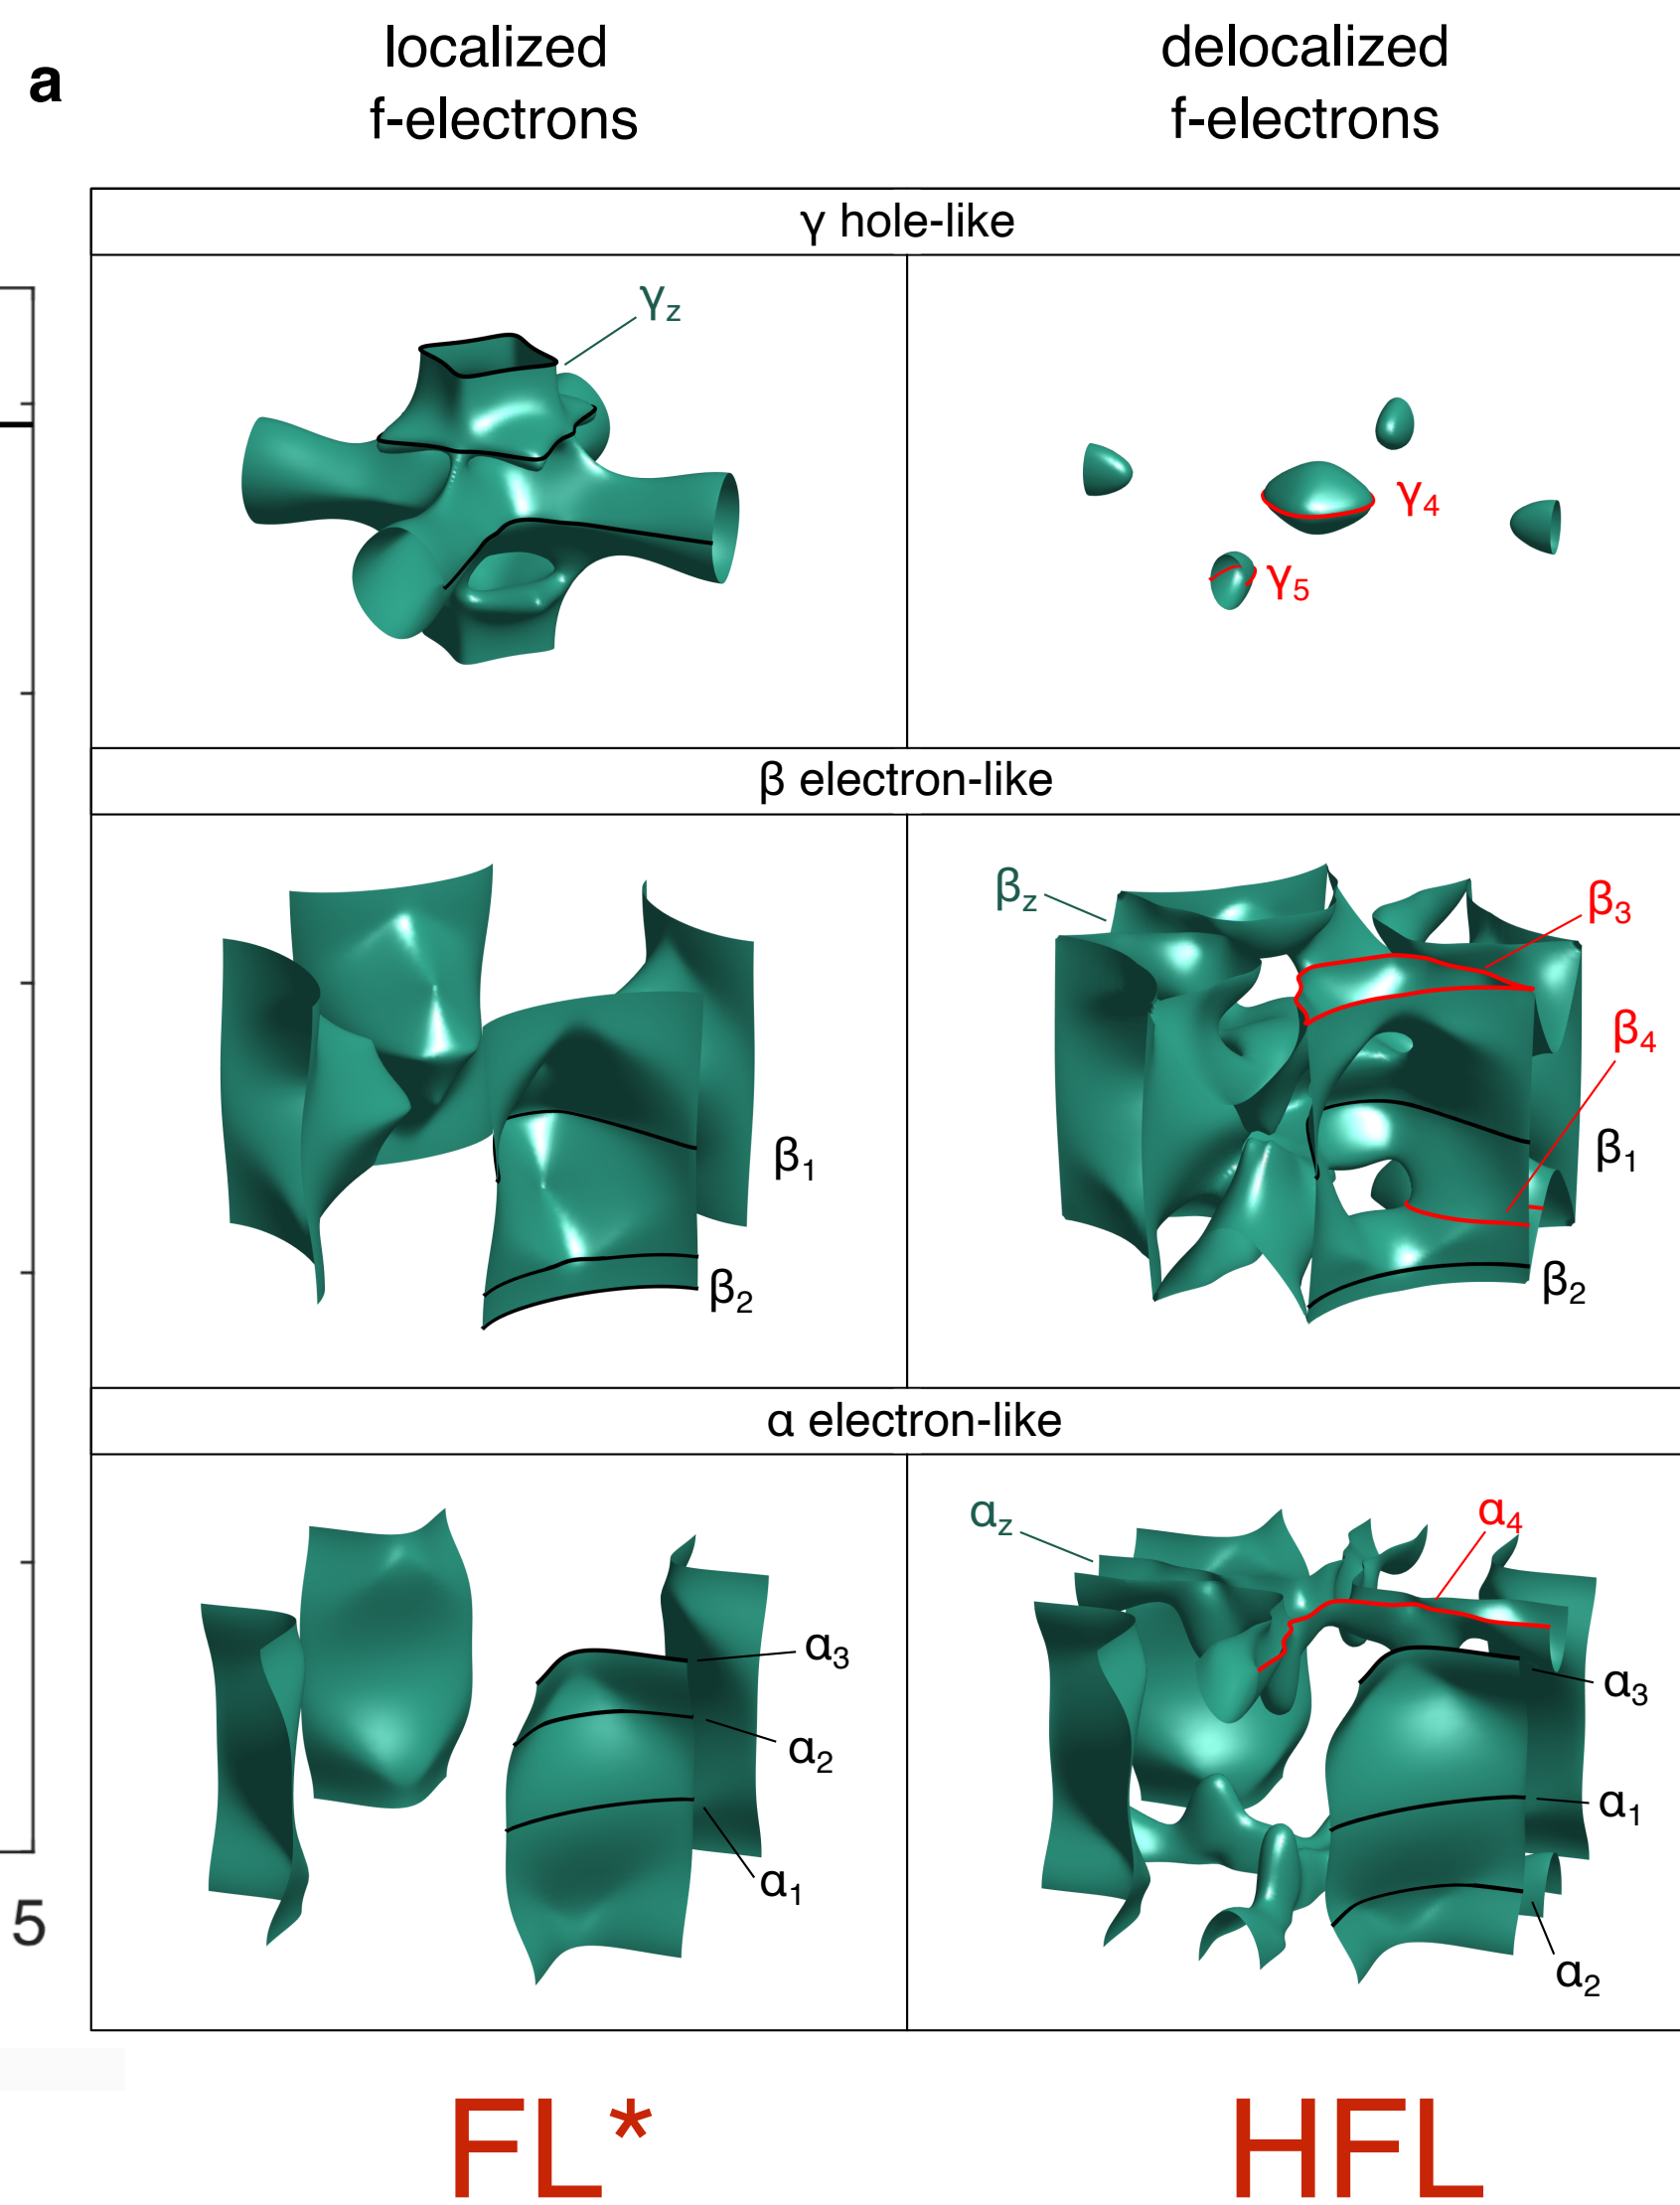 a
localized
f-electrons
delocalized
f-electrons
γ hole-like
γz
γ4
γ5
β electron-like
β1
β2
βz
β3
β4
β1
β2
α electron-like
α3
α2
α1
αz
α4
α3
α1
α2
5
FL*
HFL